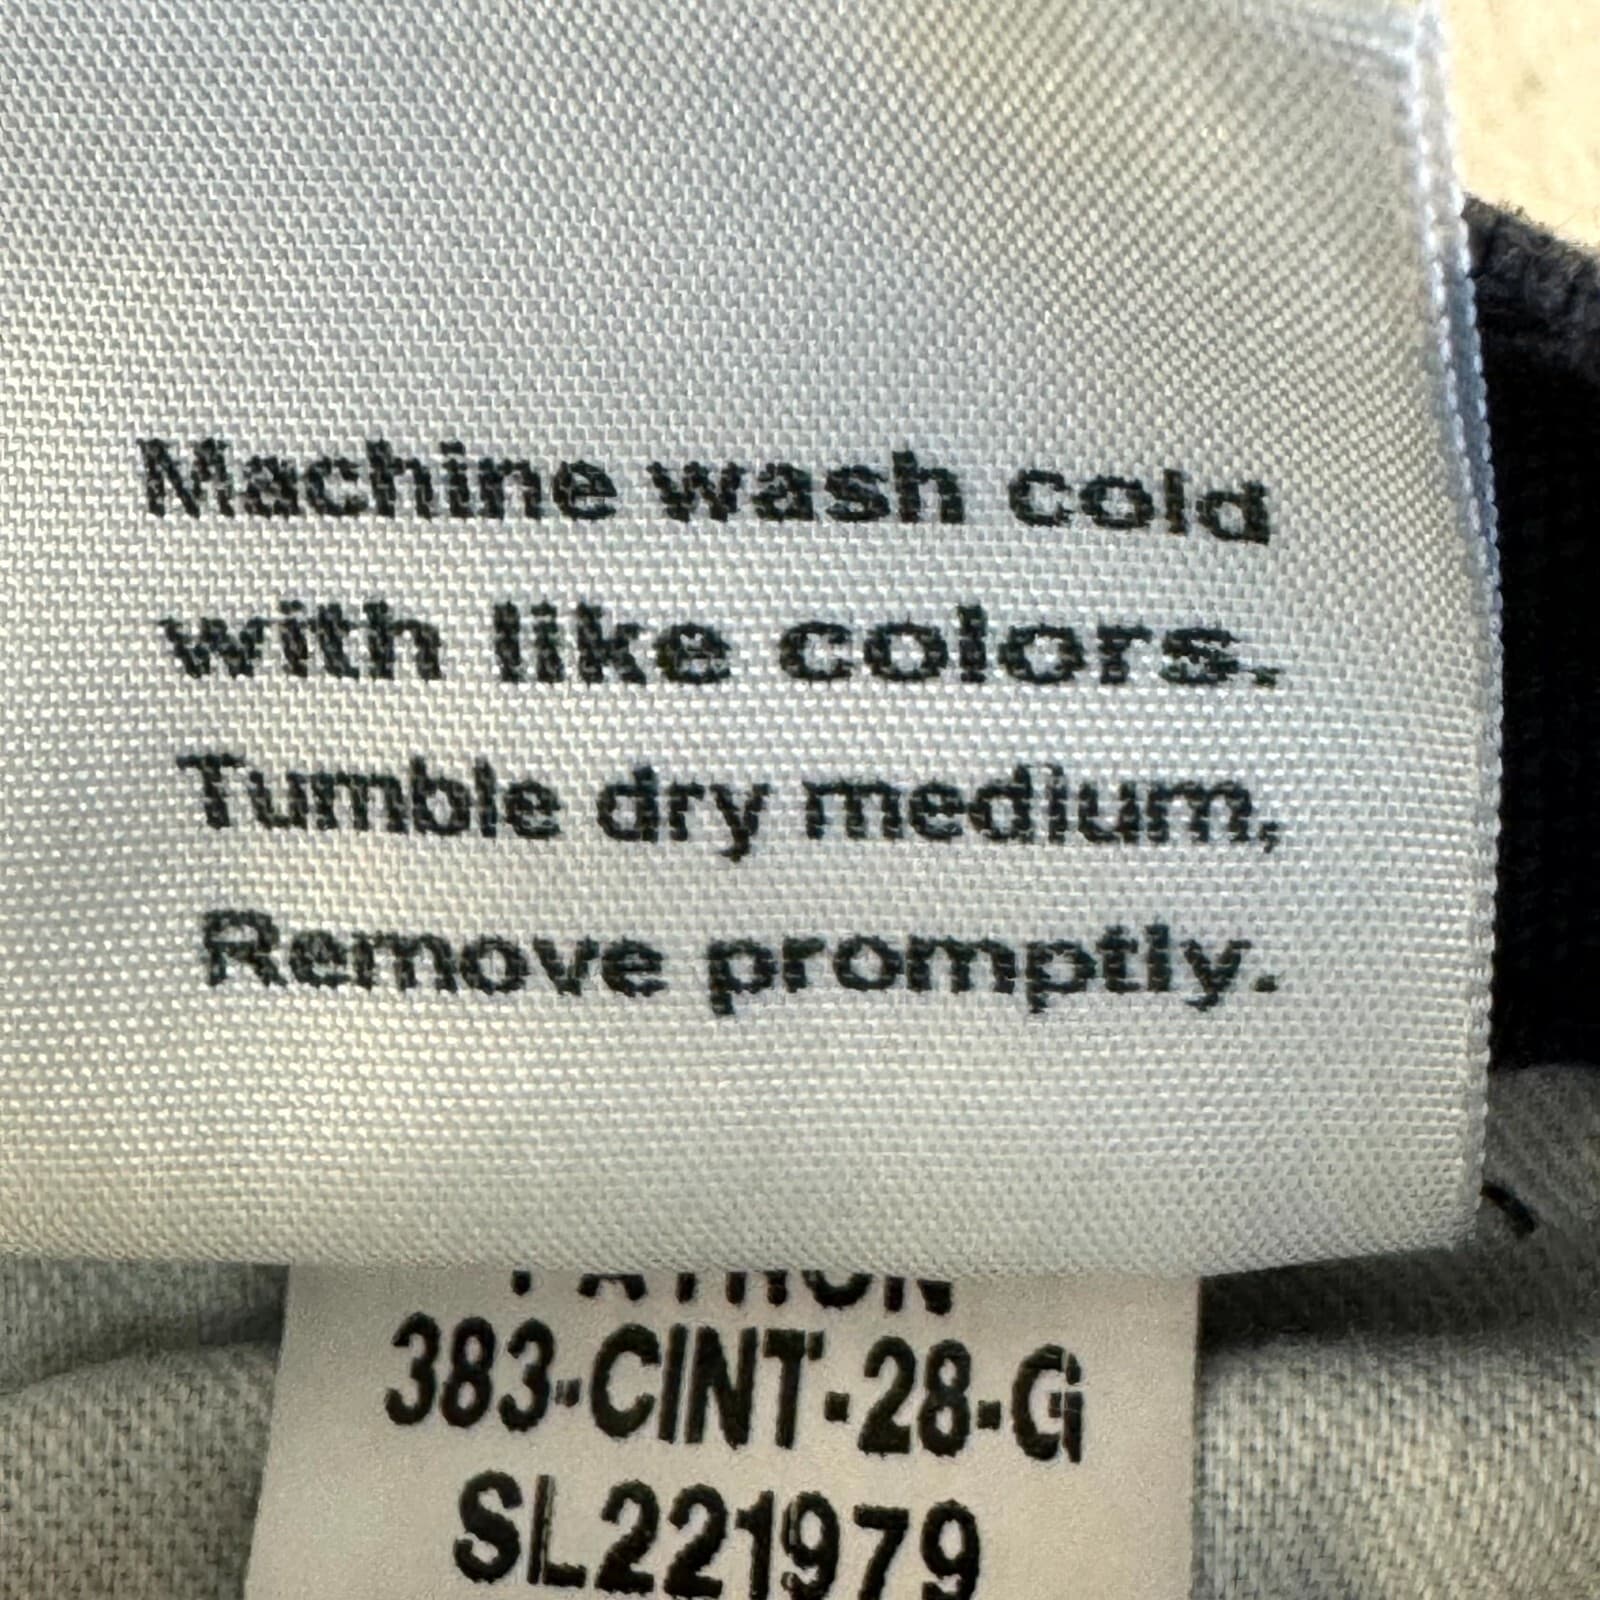 Machine wash cold
with like colors.
Tumble dry medium,
Remove promptly.
383-CINT-28-G
SL221979